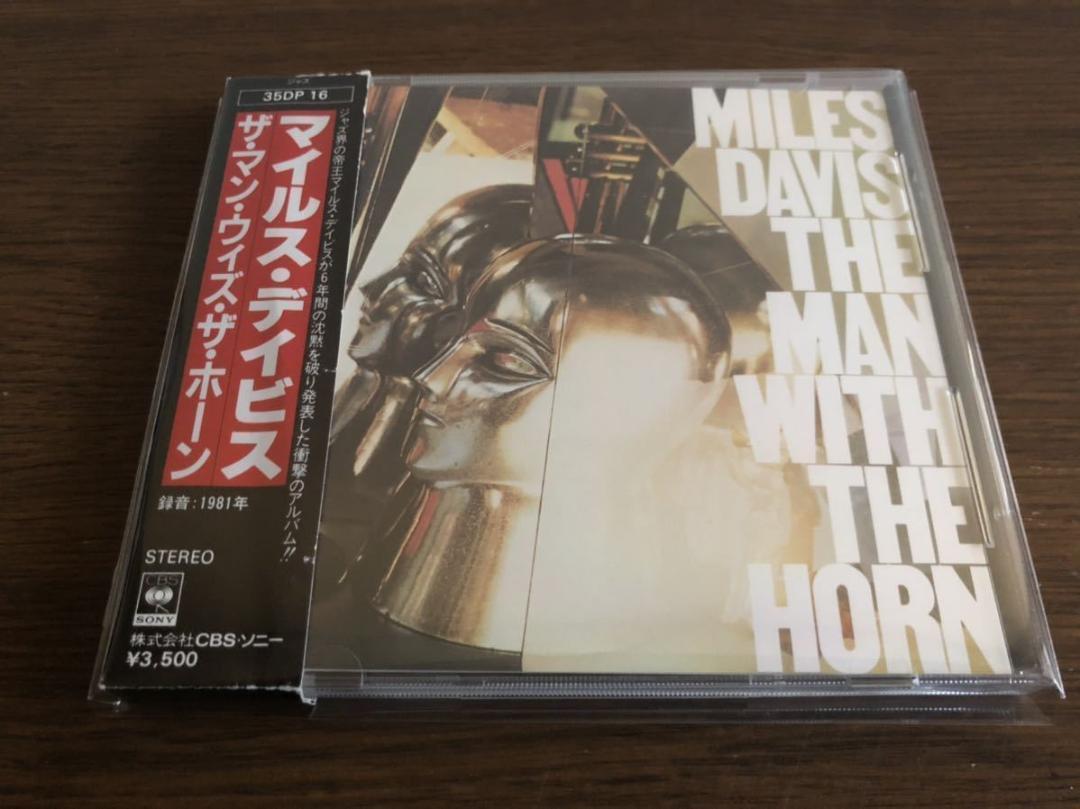 ジャズ
35DP 16
マイルス・デイビス
ザ・マン・ウィズ・ザ・ホーン
ジャズ界の帝王マイルス・デイビスが6年間の沈黙を破り発表した衝撃のアルバム!!
録音:1981年
STEREO
CBS
SONY
株式会社CBS・ソニー
¥3,500
MILES
DAVIS
THE
MAN
WITH
THE
HORN